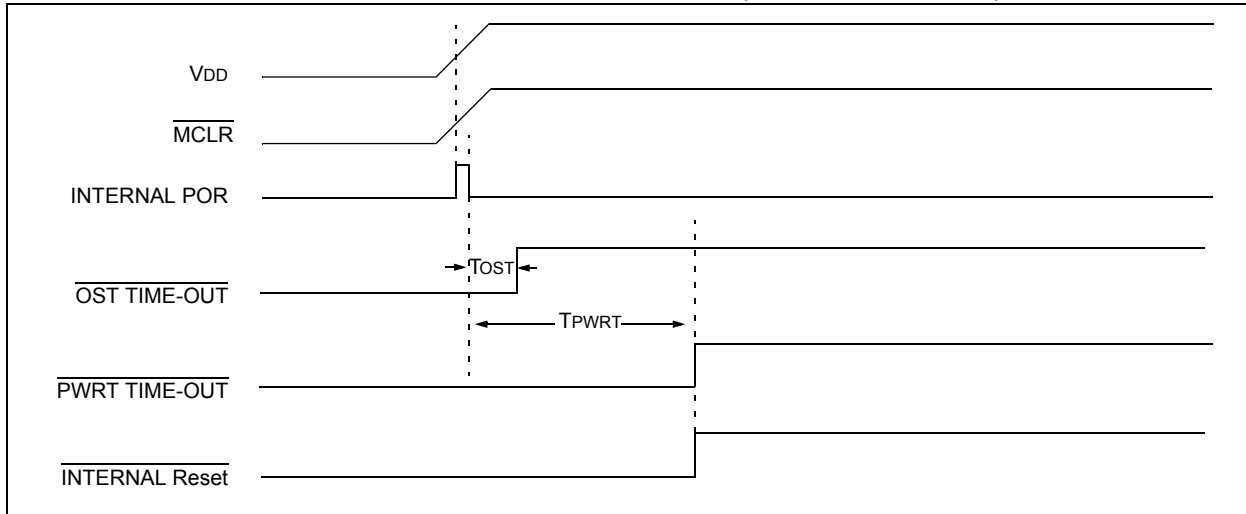 VDD
MCLR
INTERNAL POR
TOST
OST TIME-OUT
TPWRT
PWRT TIME-OUT
INTERNAL Reset